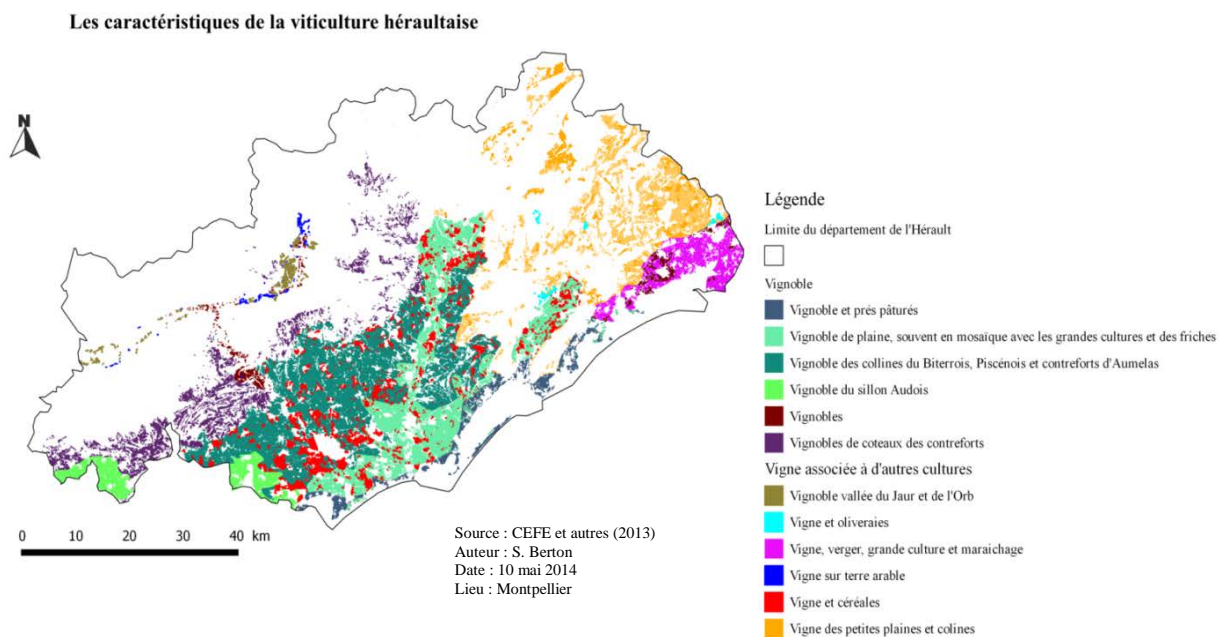 Les caractéristiques de la viticulture héraultaise
N
0 10 20 30 40 km
Source : CEFE et autres (2013)
Auteur : S. Berton
Date : 10 mai 2014
Lieu : Montpellier
Légende
Limite du département de l'Hérault
Vignoble
Vignoble et prés pâturés
Vignoble de plaine, souvent en mosaïque avec les grandes cultures et des friches
Vignoble des collines du Biterrois, Piscénois et contreforts d'Aumelas
Vignoble du sillon Audois
Vignobles
Vignobles de coteaux des contreforts
Vigne associée à d'autres cultures
Vignoble vallée du Jaur et de l'Orb
Vigne et oliveraies
Vigne, verger, grande culture et maraichage
Vigne sur terre arable
Vigne et céréales
Vigne des petites plaines et colines